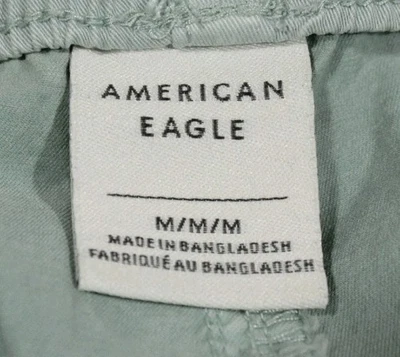 AMERICAN
EAGLE
M/M/M
MADE IN BANGLADESH
FABRIQUÉ AU BANGLADESH